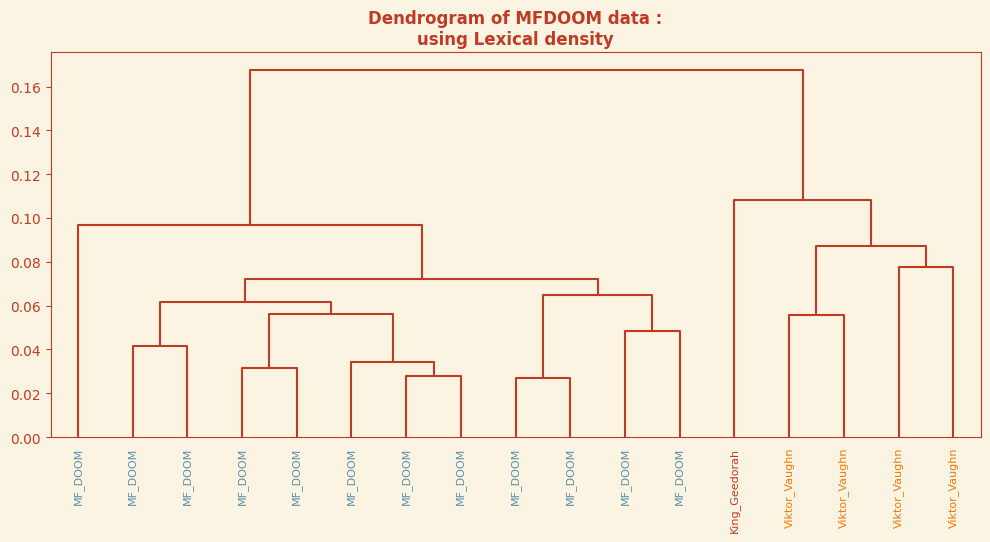 Dendrogram of MFDOOM data :
using Lexical density
0.16
0.14
0.12
0.10
0.08
0.06
0.04
0.02
0.00
MF_DOOM
MF_DOOM
MF_DOOM
MF_DOOM
MF_DOOM
MF_DOOM
MF_DOOM
MF_DOOM
MF_DOOM
MF_DOOM
MF_DOOM
MF_DOOM
King_Geedorah
Viktor_Vaughn
Viktor_Vaughn
Viktor_Vaughn
Viktor_Vaughn